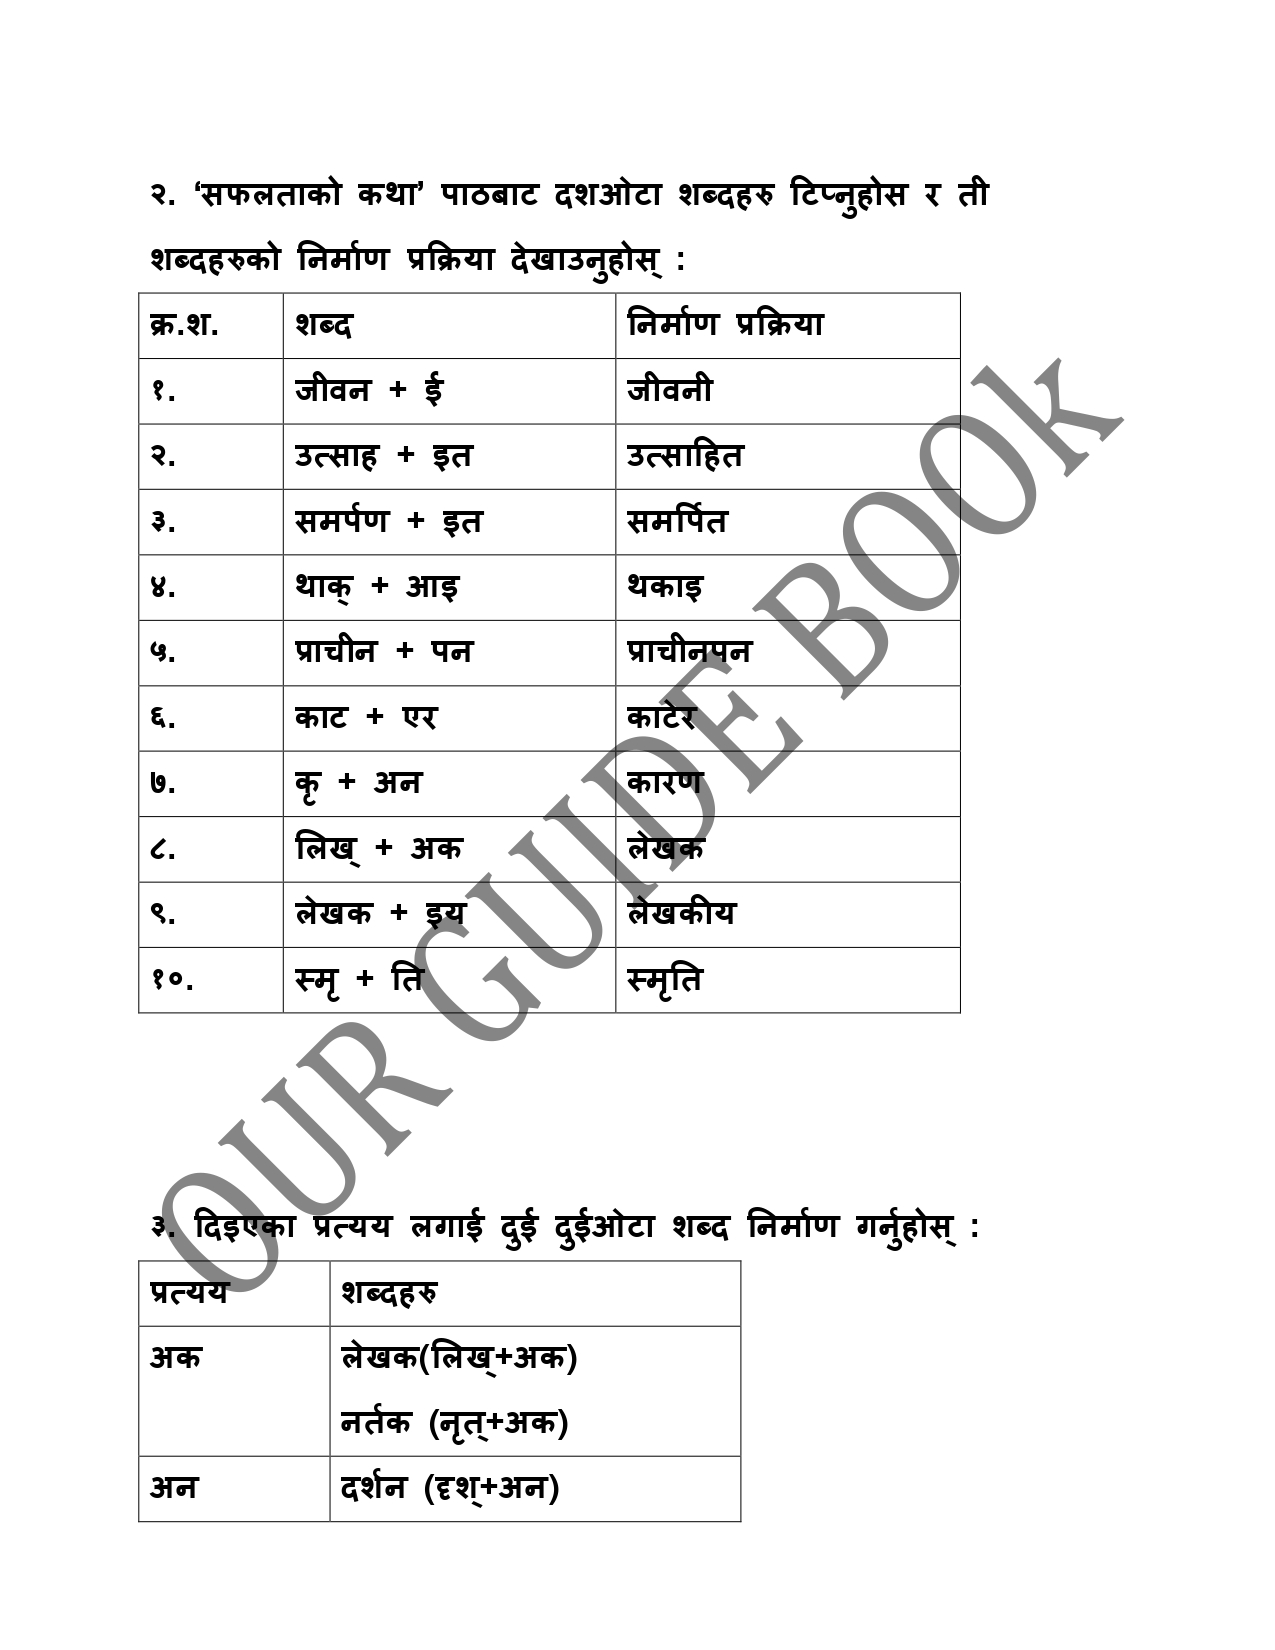 २. ‘सफलताको कथा’ पाठबाट दशओटा शब्दहरु टिप्नुहोस र ती
शब्दहरुको निर्माण प्रक्रिया देखाउनुहोस् :
क्र.श. शब्द निर्माण प्रक्रिया
१. जीवन + ई जीवनी
२. उत्साह + इत उत्साहित
३. समर्पण + इत समर्पित
४. थाक् + आइ थकाइ
५. प्राचीन + पन प्राचीनपन
६. काट + एर काटेर
७. कृ + अन कारण
८. लिख् + अक लेखक
९. लेखक + इय लेखकीय
१०. स्मृ + ति स्मृति
OUR GUIDE BOOk
३. दिइएका प्रत्यय लगाई दुई दुईओटा शब्द निर्माण गर्नुहोस् :
प्रत्यय शब्दहरु
अक लेखक(लिख्+अक)
नर्तक (नृत्+अक)
अन दर्शन (दृश्+अन)